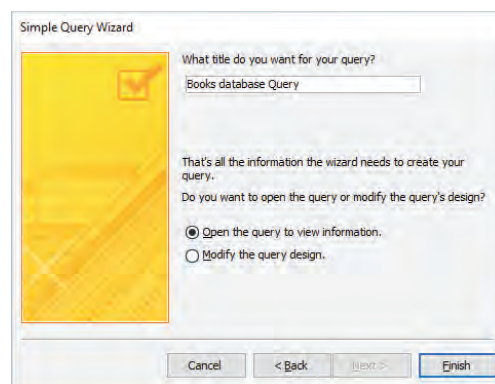 Simple Query Wizard
What title do you want for your query?
Books database Query
That's all the information the wizard needs to create your
query.
Do you want to open the query or modify the query's design?
Open the query to view information.
Modify the query design.
Cancel
< Back
Next >
Finish